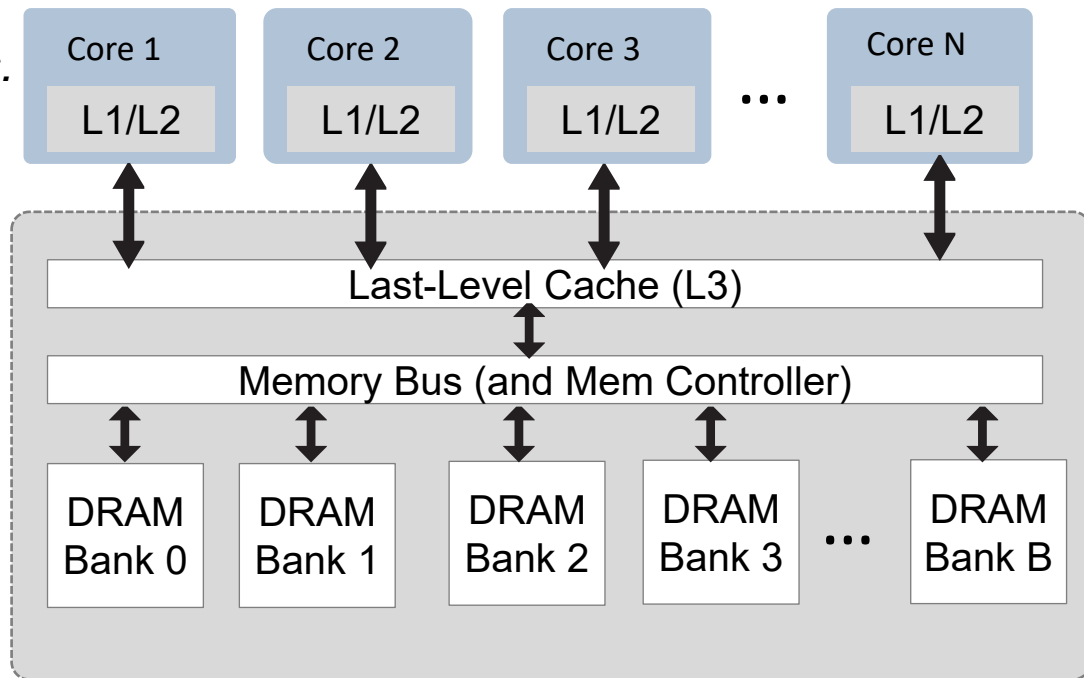 Core 1
Core 2
Core 3
Core N
L1/L2
L1/L2
L1/L2
...
L1/L2
Last-Level Cache (L3)
Memory Bus (and Mem Controller)
DRAM
Bank 0
DRAM
Bank 1
DRAM
Bank 2
DRAM
Bank 3
...
DRAM
Bank B